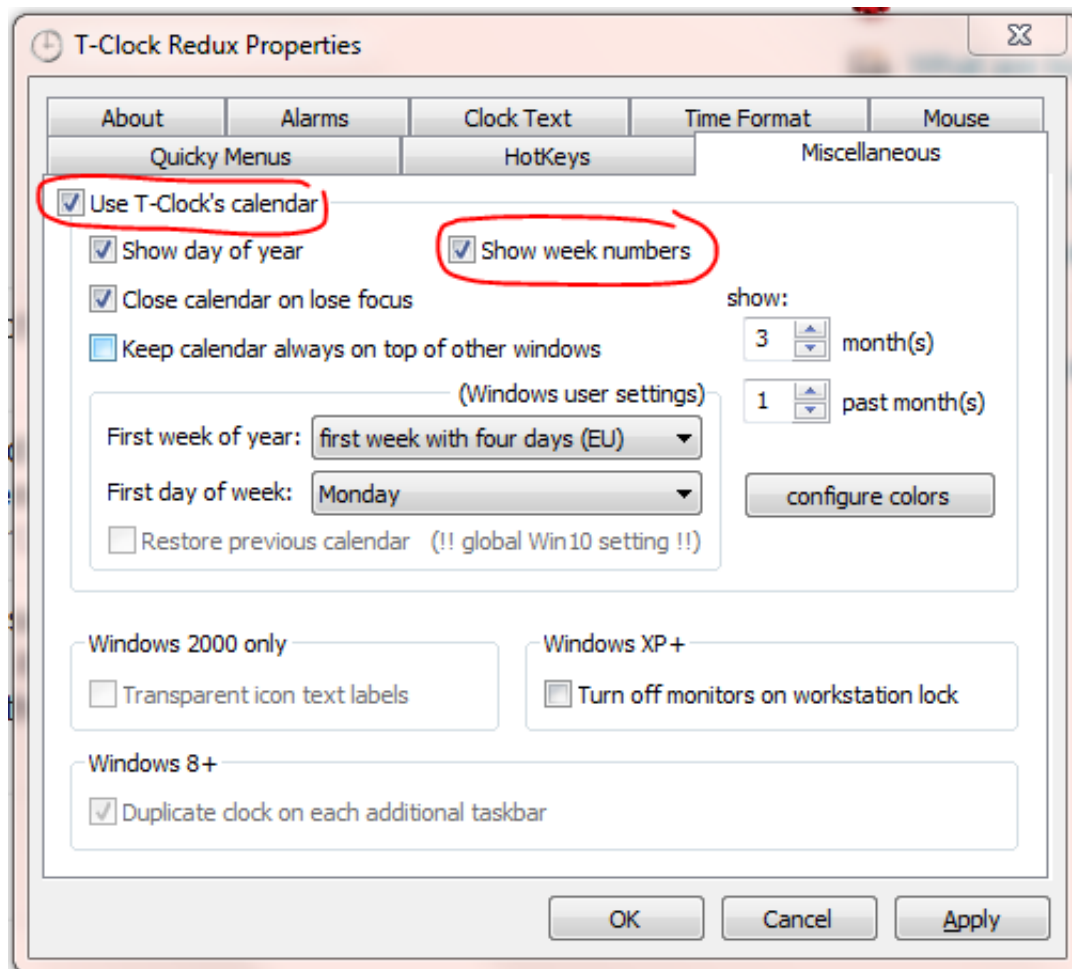 T-Clock Redux Properties
About Alarms Clock Text Time Format Mouse
Quicky Menus HotKeys Miscellaneous
Use T-Clock's calendar
Show day of year Show week numbers
Close calendar on lose focus show:
Keep calendar always on top of other windows 3 month(s)
(Windows user settings) 1 past month(s)
First week of year: first week with four days (EU)
First day of week: Monday configure colors
Restore previous calendar (!! global Win10 setting !!)
Windows 2000 only Windows XP+
Transparent icon text labels Turn off monitors on workstation lock
Windows 8+
Duplicate clock on each additional taskbar
OK Cancel Apply